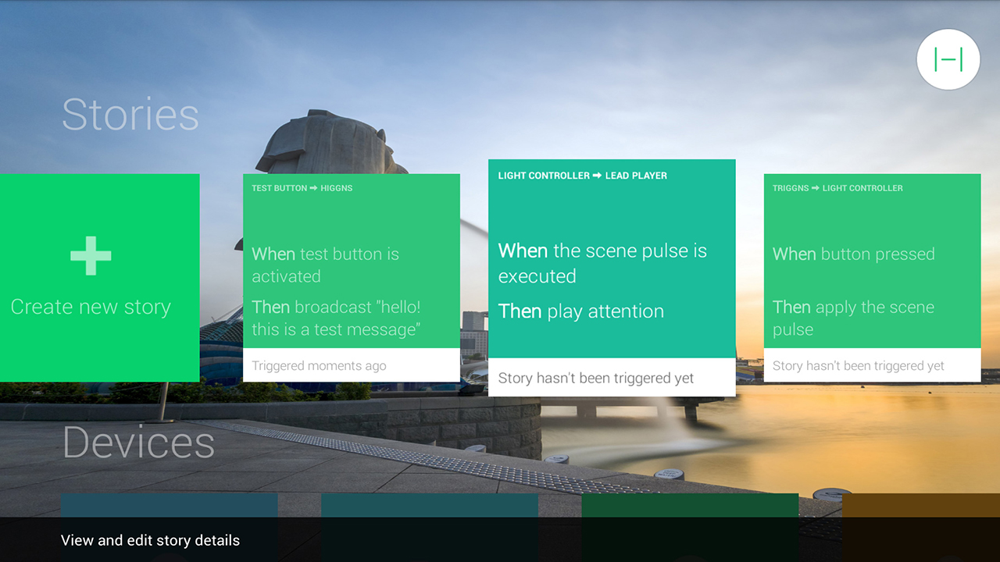 Stories
Create new story
TEST BUTTON ➡ HIGGNS
When test button is
activated
Then broadcast "hello!
this is a test message"
Triggered moments ago
LIGHT CONTROLLER ➡ LEAD PLAYER
When the scene pulse is
executed
Then play attention
Story hasn't been triggered yet
TRIGGNS ➡ LIGHT CONTROLLER
When button pressed
Then apply the scene
pulse
Story hasn't been triggered yet
Devices
View and edit story details